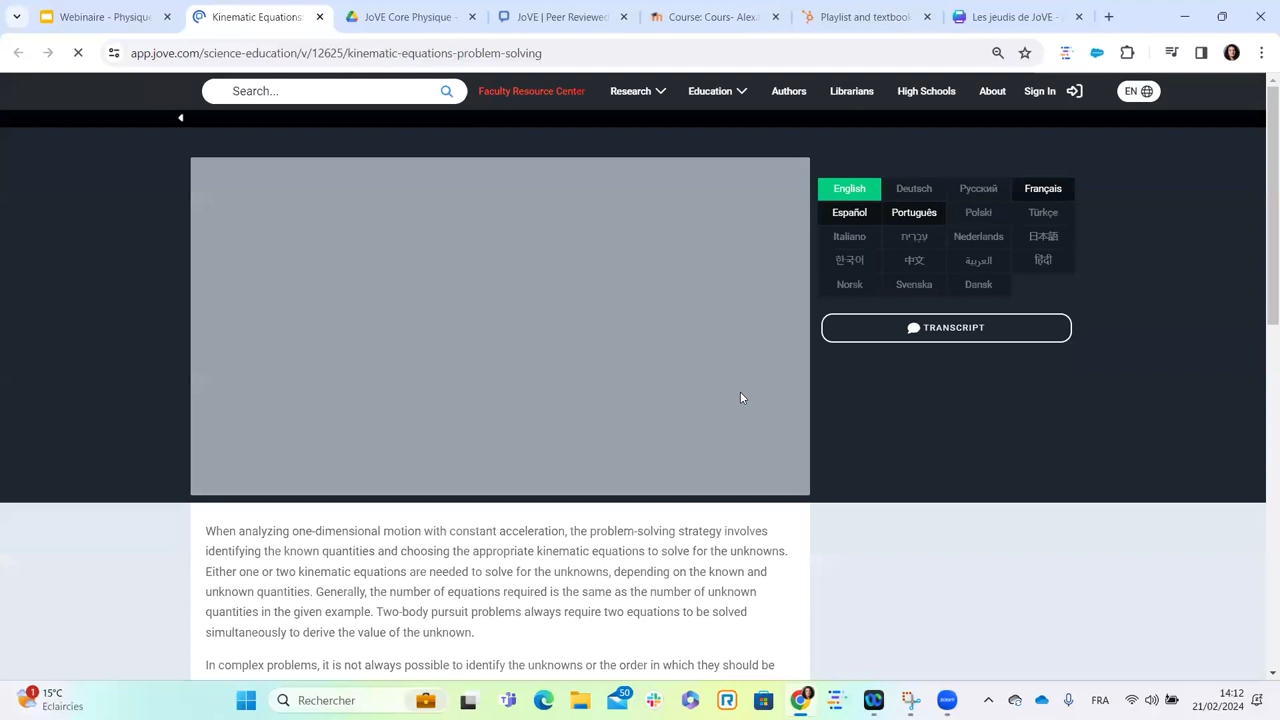 Webinaire - Physique
Kinematic Equations:
JoVE Core Physique -
JoVE | Peer Reviewed
Course: Cours- Alexa
Playlist and textbook
Les jeudis de JoVE -
app.jove.com/science-education/v/12625/kinematic-equations-problem-solving
Search...
Faculty Resource Center
Research
Education
Authors
Librarians
High Schools
About
Sign In
EN
English Deutsch Русский Français
Español Português Polski Türkçe
Italiano עִבְרִית Nederlands 日本語
한국어 中文 العربية हिंदी
Norsk Svenska Dansk
TRANSCRIPT
When analyzing one-dimensional motion with constant acceleration, the problem-solving strategy involves
identifying the known quantities and choosing the appropriate kinematic equations to solve for the unknowns.
Either one or two kinematic equations are needed to solve for the unknowns, depending on the known and
unknown quantities. Generally, the number of equations required is the same as the number of unknown
quantities in the given example. Two-body pursuit problems always require two equations to be solved
simultaneously to derive the value of the unknown.
In complex problems, it is not always possible to identify the unknowns or the order in which they should be
1
15°C
Eclaircies
Rechercher
50
FRA
14:12
21/02/2024